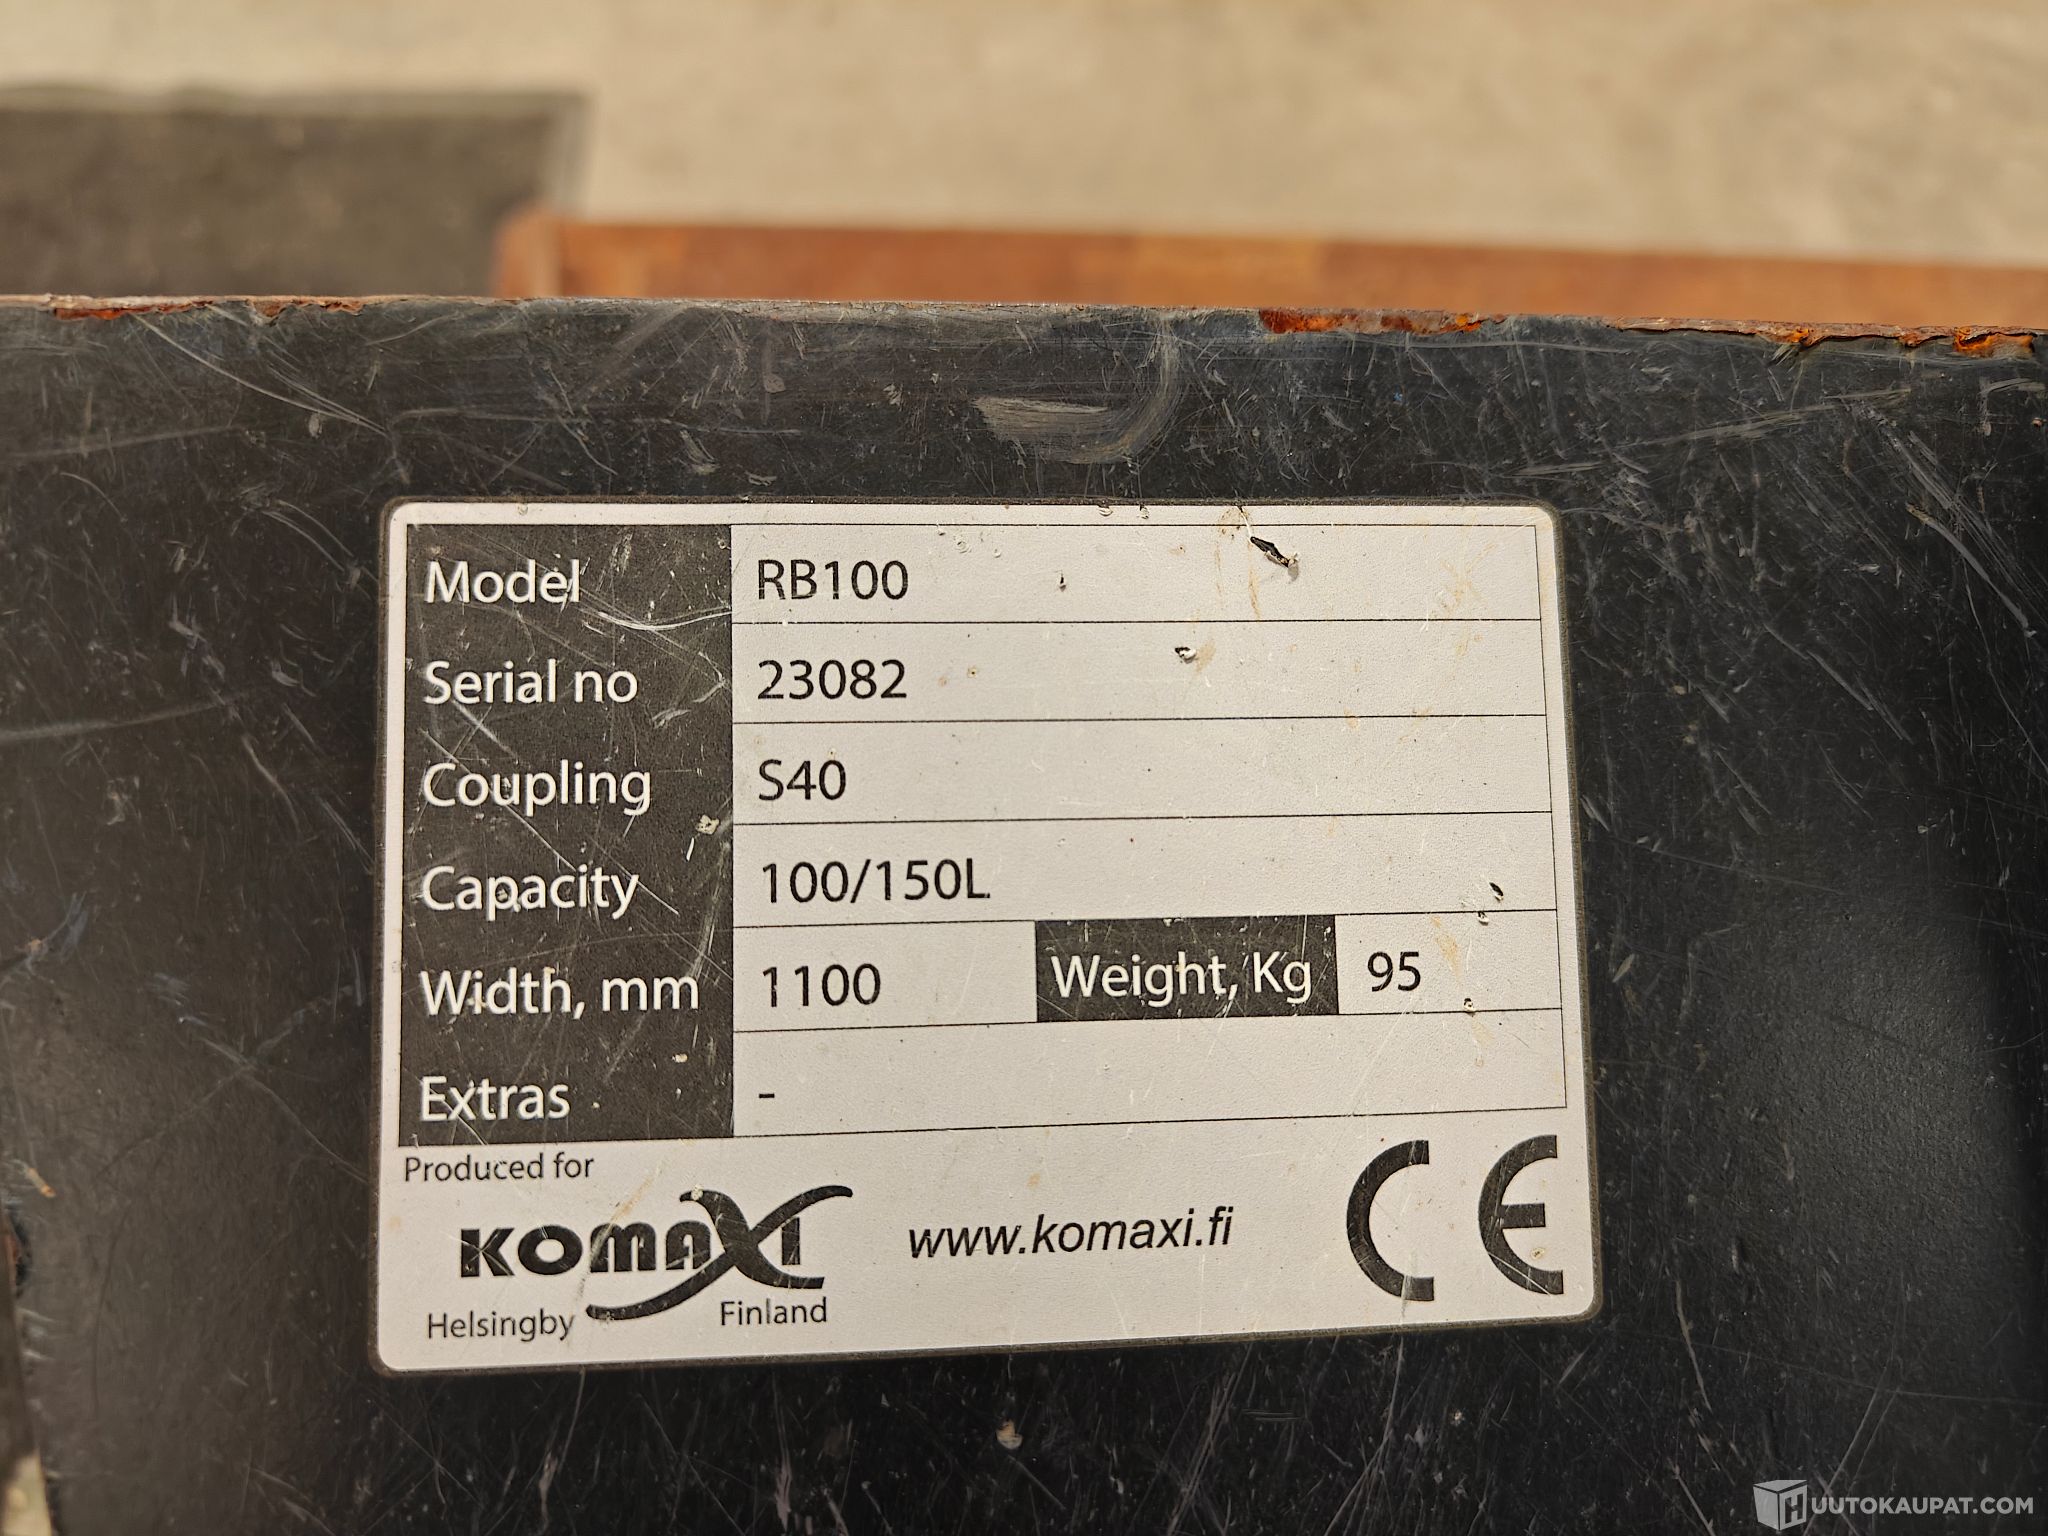 Model RB100
Serial no 23082
Coupling S40
Capacity 100/150L
Width, mm 1100 Weight, Kg 95
Extras -
Produced for
KOMAXI www.komaxi.fi CE
Helsingby Finland
HUUTOKAUPAT.COM